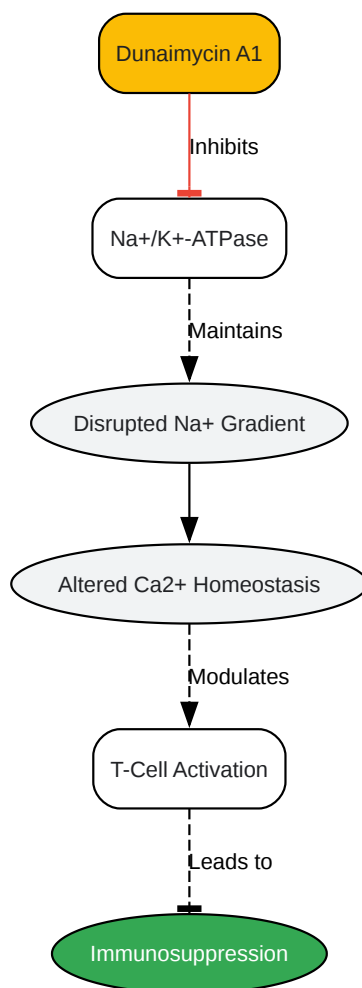 Dunaimycin A1
Inhibits
Na+/K+-ATPase
Maintains
Disrupted Na+ Gradient
Altered Ca2+ Homeostasis
Modulates
T-Cell Activation
Leads to
Immunosuppression